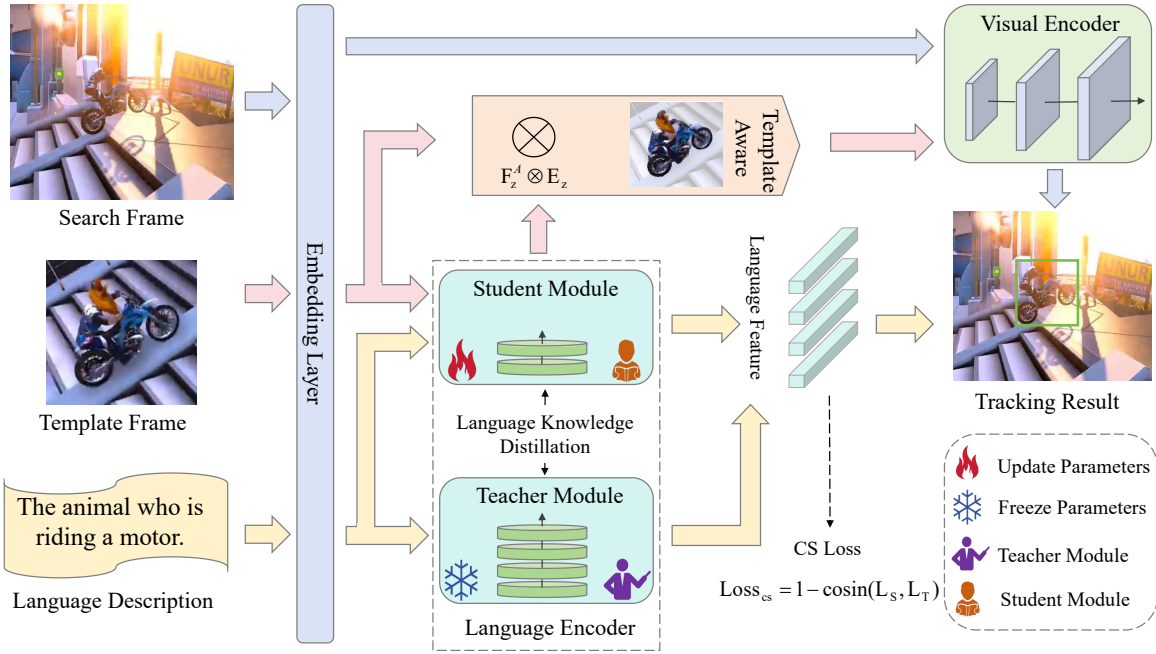 Visual Encoder
UNUR
Search Frame
Template
Aware
F_z^A ⊗ E_z
Embedding Layer
Student Module
Language Feature
UNUR
Template Frame
Tracking Result
Language Knowledge
Distillation
The animal who is
riding a motor.
Teacher Module
Language Description
Language Encoder
CS Loss
Loss_cs = 1 − cosin(L_S, L_T)
Update Parameters
Freeze Parameters
Teacher Module
Student Module